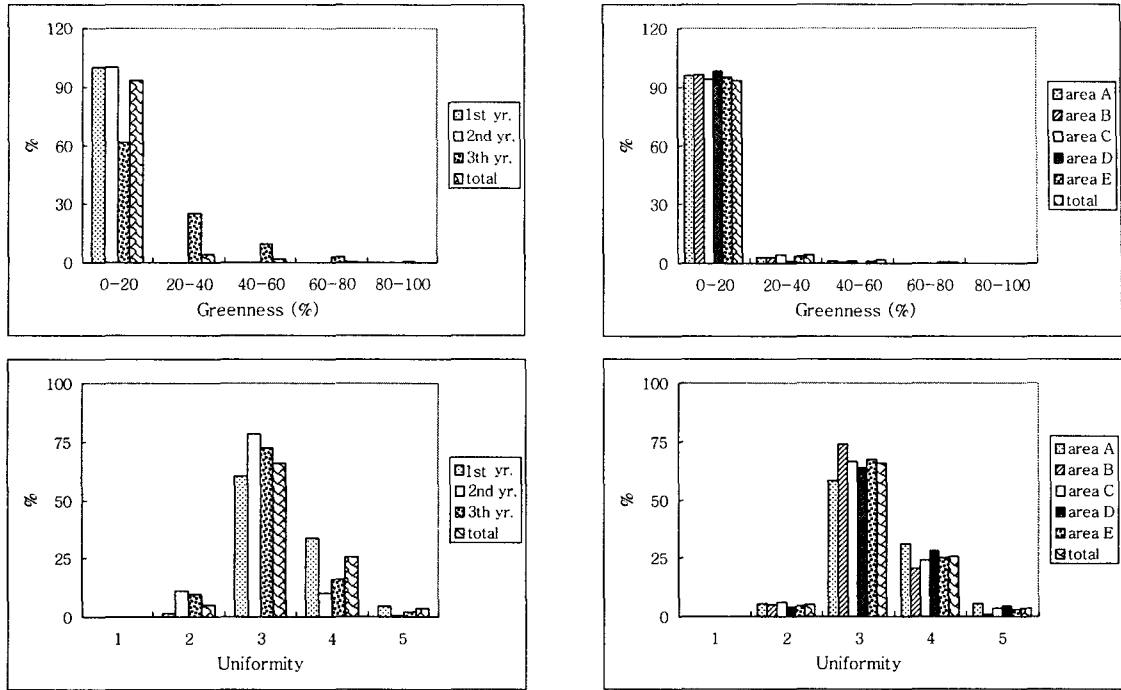 120
90
60
30
0
%
0-20 20-40 40-60 60-80 80-100
Greenness (%)
1st yr.
2nd yr.
3th yr.
total
120
90
60
30
0
%
0-20 20-40 40-60 60-80 80-100
Greenness (%)
area A
area B
area C
area D
area E
total
100
75
50
25
0
%
1 2 3 4 5
Uniformity
1st yr.
2nd yr.
3th yr.
total
100
75
50
25
0
%
1 2 3 4 5
Uniformity
area A
area B
area C
area D
area E
total